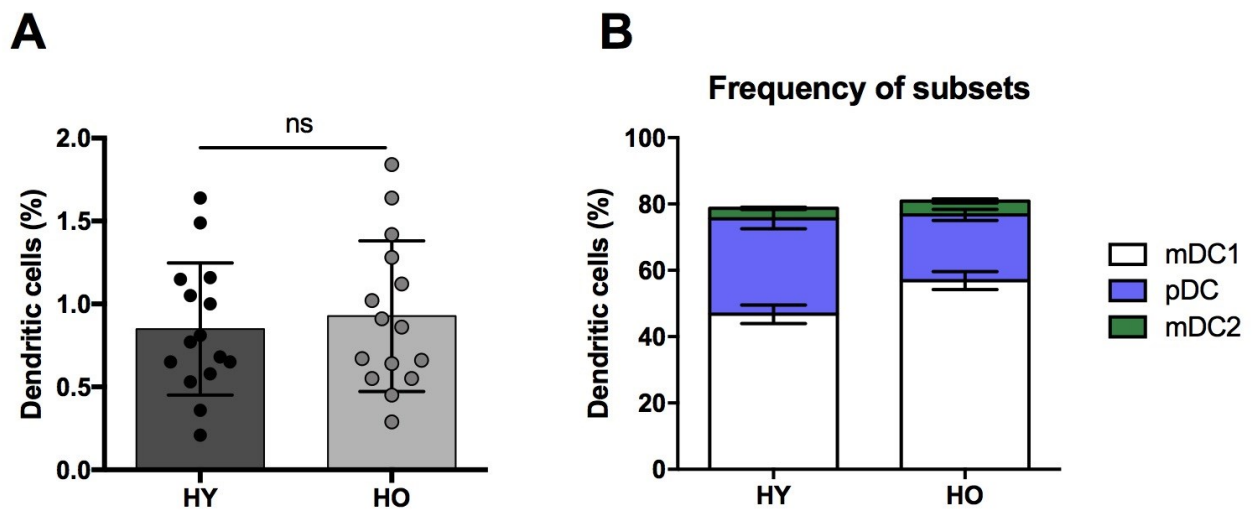 A
ns
2.0
1.5
1.0
0.5
0.0
Dendritic cells (%)
HY
HO
B
Frequency of subsets
100
80
60
40
20
0
Dendritic cells (%)
HY
HO
mDC1
pDC
mDC2